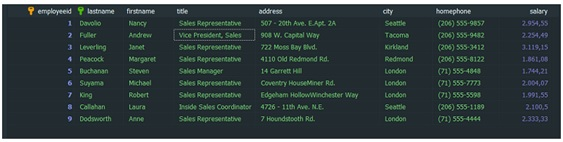 employeeid lastname firstname title address city homephone salary
1 Davolio Nancy Sales Representative 507 - 20th Ave. E.Apt. 2A Seattle (206) 555-9857 2.954,55
2 Fuller Andrew Vice President, Sales 908 W. Capital Way Tacoma (206) 555-9482 2.254,49
3 Leverling Janet Sales Representative 722 Moss Bay Blvd. Kirkland (206) 555-3412 3.119,15
4 Peacock Margaret Sales Representative 4110 Old Redmond Rd. Redmond (206) 555-8122 1.861,08
5 Buchanan Steven Sales Manager 14 Garrett Hill London (71) 555-4848 1.744,21
6 Suyama Michael Sales Representative Coventry HouseMiner Rd. London (71) 555-7773 2.004,07
7 King Robert Sales Representative Edgeham HollowWinchester Way London (71) 555-5598 1.991,55
8 Callahan Laura Inside Sales Coordinator 4726 - 11th Ave. N.E. Seattle (206) 555-1189 2.100,5
9 Dodsworth Anne Sales Representative 7 Houndstooth Rd. London (71) 555-4444 2.333,33